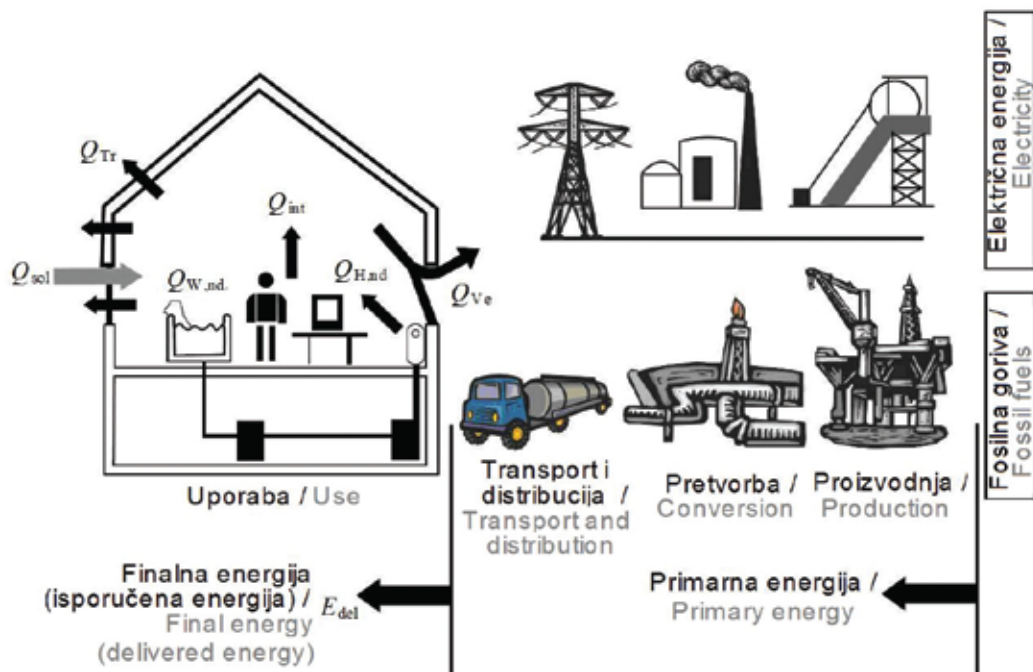 Q_Tr
Q_int
Q_sol
Q_W,nd.
Q_H,nd
Q_Ve
Električna energija /
Electricity
Fosilna goriva /
Fossil fuels
Uporaba / Use
Transport i
distribucija /
Transport and
distribution
Pretvorba /
Conversion
Proizvodnja /
Production
Finalna energija
(isporučena energija) /
Final energy
(delivered energy)
E_del
Primarna energija /
Primary energy